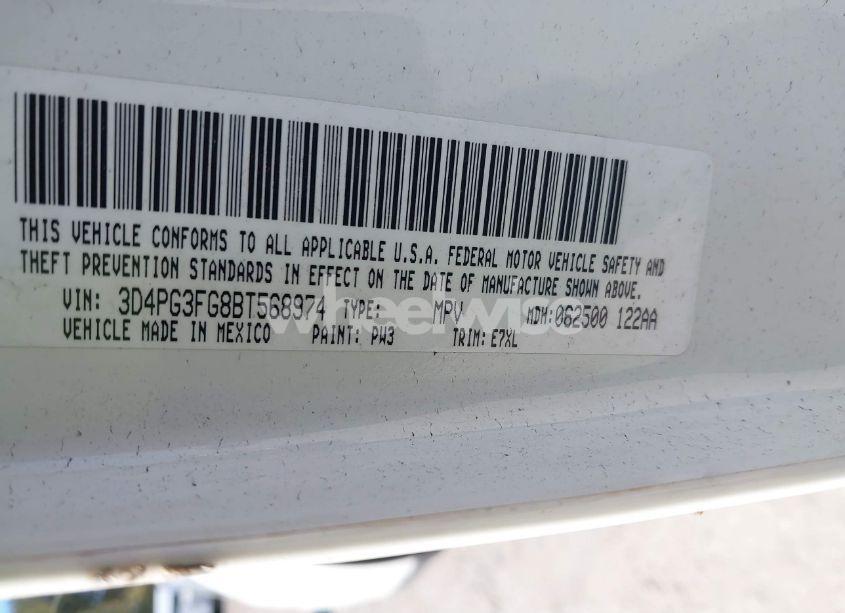 THIS VEHICLE CONFORMS TO ALL APPLICABLE U.S.A. FEDERAL MOTOR VEHICLE SAFETY AND
THEFT PREVENTION STANDARDS IN EFFECT ON THE DATE OF MANUFACTURE SHOWN ABOVE.
VIN: 3D4PG3FG8BT568974 TYPE: MPV MDH: 062500 122AA
VEHICLE MADE IN MEXICO PAINT: PW3 TRIM: E7XL
wheelwise